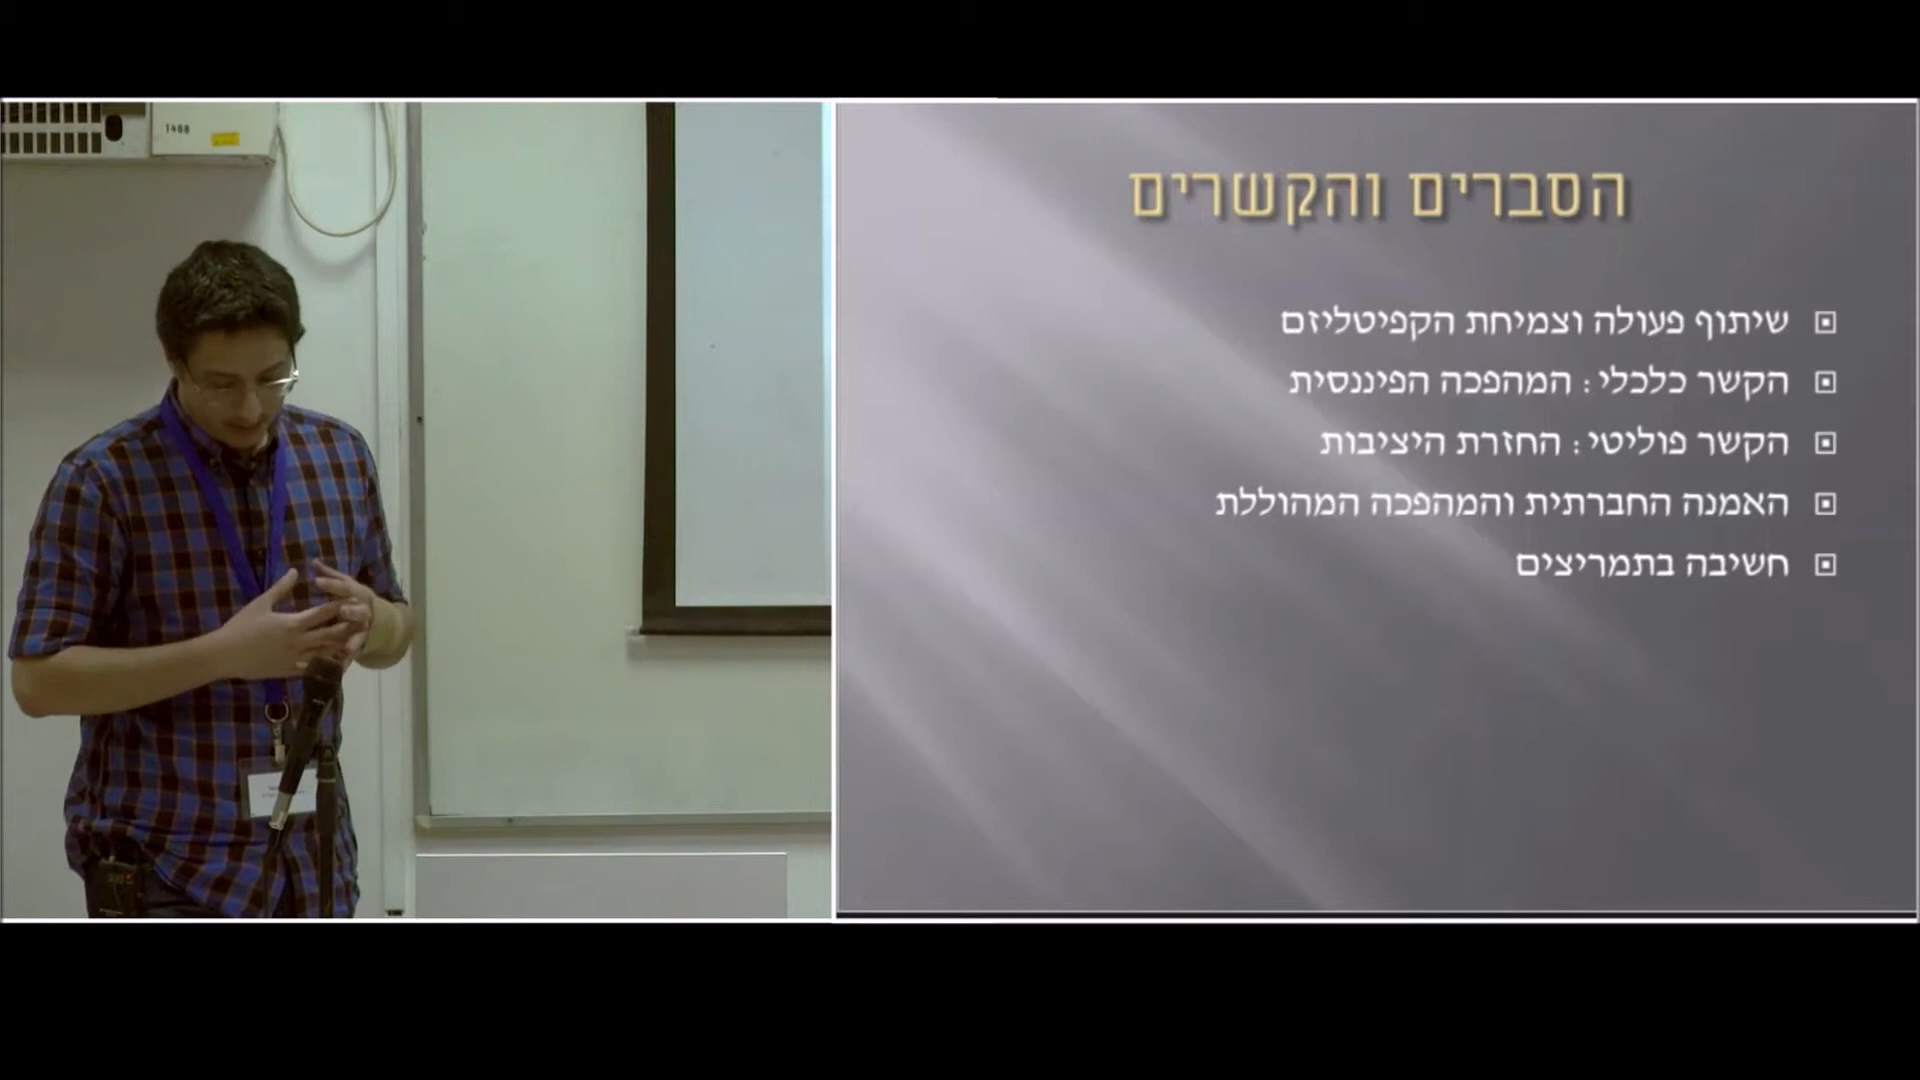 1408
הסברים והקשרים
שיתוף פעולה וצמיחת הקפיטליזם
הקשר כלכלי : המהפכה הפיננסית
הקשר פוליטי : החזרת היציבות
האמנה החברתית והמהפכה המהוללת
חשיבה בתמריצים